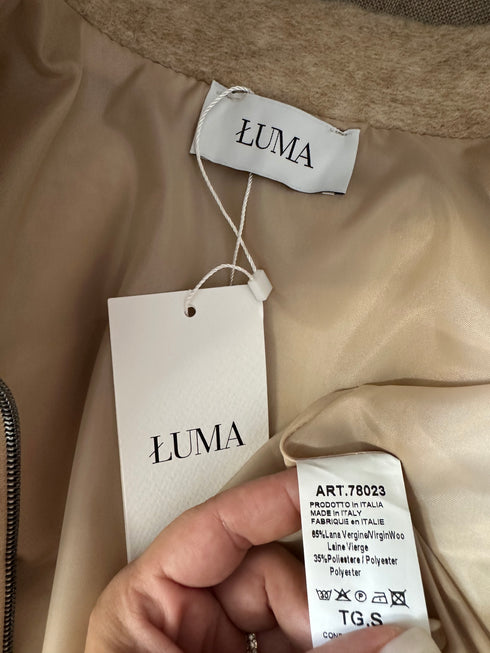 ŁUMA
ŁUMA
ART.78023
PRODOTTO in ITALIA
MADE in ITALY
FABRIQUE en ITALIE
65%Lana Vergine/VirginWoo
Laine Vierge
35%Poliestere / Polyester
Polyester
TG.S